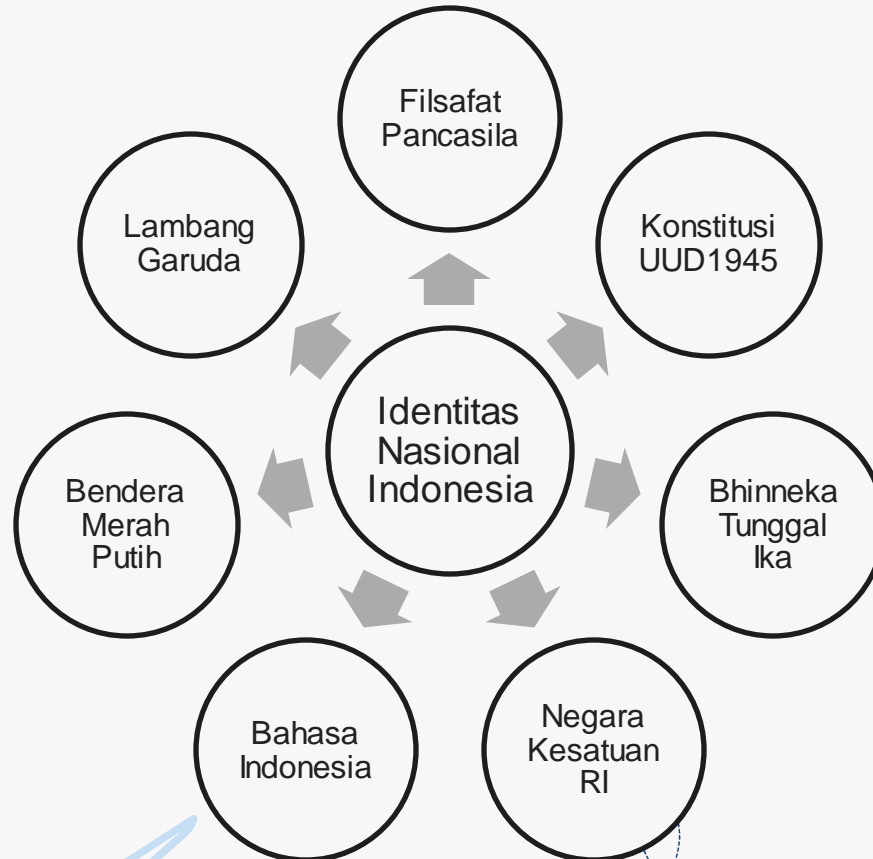 Filsafat
Pancasila
Konstitusi
UUD1945
Bhinneka
Tunggal
Ika
Negara
Kesatuan
RI
Bahasa
Indonesia
Bendera
Merah
Putih
Lambang
Garuda
Identitas
Nasional
Indonesia